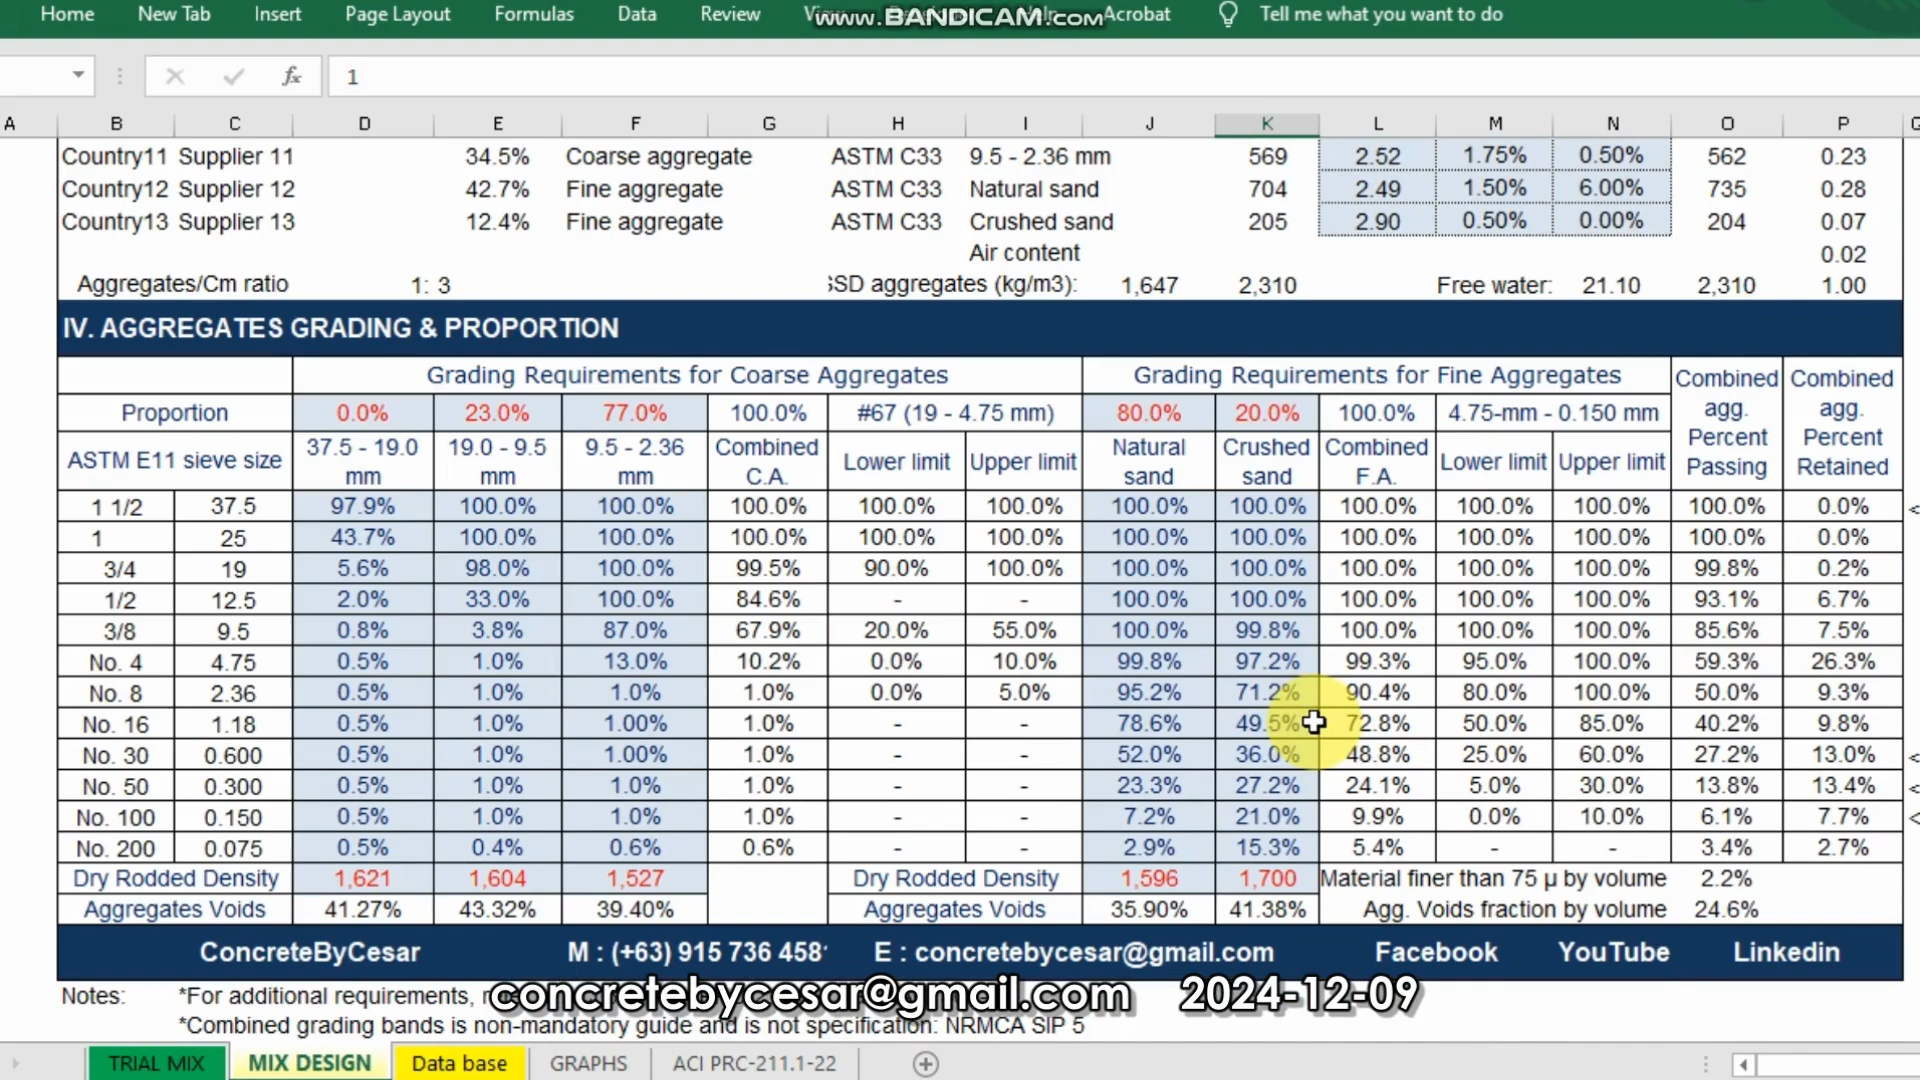 Home New Tab Insert Page Layout Formulas Data Review Acrobat Tell me what you want to do
www.BANDICAM.com
fx 1
A B C D E F G H I J K L M N O P
Country11 Supplier 11 34.5% Coarse aggregate ASTM C33 9.5 - 2.36 mm 569 2.52 1.75% 0.50% 562 0.23
Country12 Supplier 12 42.7% Fine aggregate ASTM C33 Natural sand 704 2.49 1.50% 6.00% 735 0.28
Country13 Supplier 13 12.4% Fine aggregate ASTM C33 Crushed sand 205 2.90 0.50% 0.00% 204 0.07
Air content 0.02
Aggregates/Cm ratio 1: 3 SSD aggregates (kg/m3): 1,647 2,310 Free water: 21.10 2,310 1.00
IV. AGGREGATES GRADING & PROPORTION
Grading Requirements for Coarse Aggregates Grading Requirements for Fine Aggregates Combined agg. Percent Passing Combined agg. Percent Retained
Proportion 0.0% 23.0% 77.0% 100.0% #67 (19 - 4.75 mm) 80.0% 20.0% 100.0% 4.75-mm - 0.150 mm
ASTM E11 sieve size 37.5 - 19.0 mm 19.0 - 9.5 mm 9.5 - 2.36 mm Combined C.A. Lower limit Upper limit Natural sand Crushed sand Combined F.A. Lower limit Upper limit
1 1/2 37.5 97.9% 100.0% 100.0% 100.0% 100.0% 100.0% 100.0% 100.0% 100.0% 100.0% 100.0% 100.0% 0.0% <
1 25 43.7% 100.0% 100.0% 100.0% 100.0% 100.0% 100.0% 100.0% 100.0% 100.0% 100.0% 100.0% 0.0%
3/4 19 5.6% 98.0% 100.0% 99.5% 90.0% 100.0% 100.0% 100.0% 100.0% 100.0% 100.0% 99.8% 0.2%
1/2 12.5 2.0% 33.0% 100.0% 84.6% - - 100.0% 100.0% 100.0% 100.0% 100.0% 93.1% 6.7%
3/8 9.5 0.8% 3.8% 87.0% 67.9% 20.0% 55.0% 100.0% 99.8% 100.0% 100.0% 100.0% 85.6% 7.5%
No. 4 4.75 0.5% 1.0% 13.0% 10.2% 0.0% 10.0% 99.8% 97.2% 99.3% 95.0% 100.0% 59.3% 26.3%
No. 8 2.36 0.5% 1.0% 1.0% 1.0% 0.0% 5.0% 95.2% 71.2% 90.4% 80.0% 100.0% 50.0% 9.3%
No. 16 1.18 0.5% 1.0% 1.00% 1.0% - - 78.6% 49.5% 72.8% 50.0% 85.0% 40.2% 9.8%
No. 30 0.600 0.5% 1.0% 1.00% 1.0% - - 52.0% 36.0% 48.8% 25.0% 60.0% 27.2% 13.0% <
No. 50 0.300 0.5% 1.0% 1.0% 1.0% - - 23.3% 27.2% 24.1% 5.0% 30.0% 13.8% 13.4% <
No. 100 0.150 0.5% 1.0% 1.0% 1.0% - - 7.2% 21.0% 9.9% 0.0% 10.0% 6.1% 7.7% <
No. 200 0.075 0.5% 0.4% 0.6% 0.6% - - 2.9% 15.3% 5.4% - - 3.4% 2.7%
Dry Rodded Density 1,621 1,604 1,527 Dry Rodded Density 1,596 1,700 Material finer than 75 µ by volume 2.2%
Aggregates Voids 41.27% 43.32% 39.40% Aggregates Voids 35.90% 41.38% Agg. Voids fraction by volume 24.6%
ConcreteByCesar M : (+63) 915 736 458 E : concretebycesar@gmail.com Facebook YouTube Linkedin
Notes: *For additional requirements,
concretebycesar@gmail.com 2024-12-09
*Combined grading bands is non-mandatory guide and is not specification: NRMCA SIP 5
TRIAL MIX MIX DESIGN Data base GRAPHS ACI PRC-211.1-22